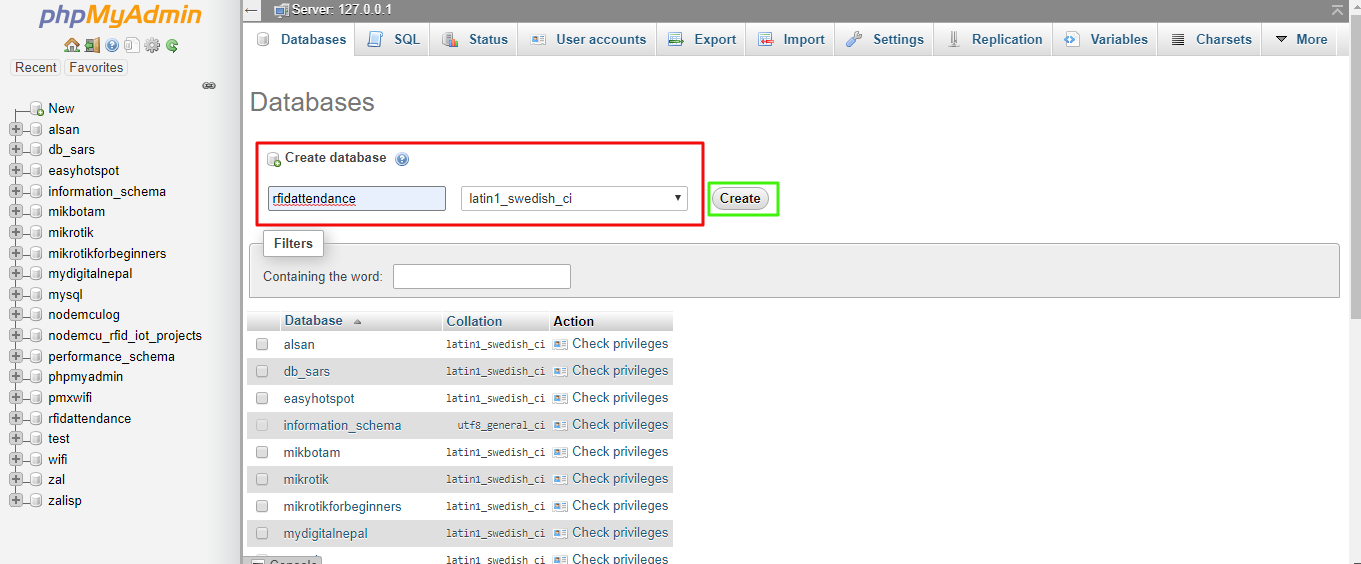 phpMyAdmin
Recent Favorites
New
alsan
db_sars
easyhotspot
information_schema
mikbotam
mikrotik
mikrotikforbeginners
mydigitalnepal
mysql
nodemculog
nodemcu_rfid_iot_projects
performance_schema
phpmyadmin
pmxwifi
rfidattendance
test
wifi
zal
zalisp
Server: 127.0.0.1
Databases SQL Status User accounts Export Import Settings Replication Variables Charsets More
Databases
Create database
rfidattendance latin1_swedish_ci Create
Filters
Containing the word:
Database Collation Action
alsan latin1_swedish_ci Check privileges
db_sars latin1_swedish_ci Check privileges
easyhotspot latin1_swedish_ci Check privileges
information_schema utf8_general_ci Check privileges
mikbotam latin1_swedish_ci Check privileges
mikrotik latin1_swedish_ci Check privileges
mikrotikforbeginners latin1_swedish_ci Check privileges
mydigitalnepal latin1_swedish_ci Check privileges
latin1_swedish_ci Check privileges
Console